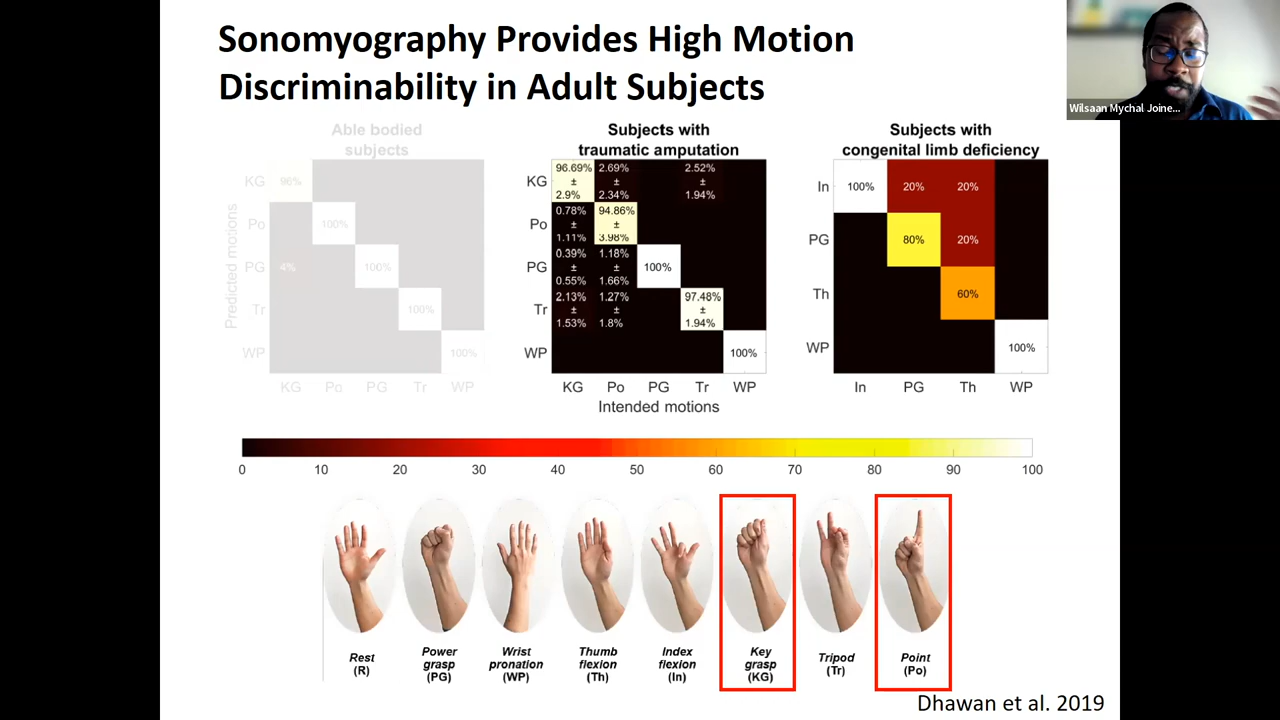 Sonomyography Provides High Motion
Discriminability in Adult Subjects
Wilsaan Mychal Joine...
Able bodied
subjects
Predicted motions
KG
Po
PG
Tr
WP
96%
100%
4%
100%
100%
100%
KG Po PG Tr WP
Subjects with
traumatic amputation
KG
Po
PG
Tr
WP
96.69% 2.69% 2.52%
± ± ±
2.9% 2.34% 1.94%
0.78% 94.86%
± ±
1.11% 3.98%
0.39% 1.18%
± ± 100%
0.55% 1.66%
2.13% 1.27% 97.48%
± ± ±
1.53% 1.8% 1.94%
100%
KG Po PG Tr WP
Intended motions
Subjects with
congenital limb deficiency
In 100% 20% 20%
PG 80% 20%
Th 60%
WP 100%
In PG Th WP
0 10 20 30 40 50 60 70 80 90 100
Rest
(R)
Power
grasp
(PG)
Wrist
pronation
(WP)
Thumb
flexion
(Th)
Index
flexion
(In)
Key
grasp
(KG)
Tripod
(Tr)
Point
(Po)
Dhawan et al. 2019